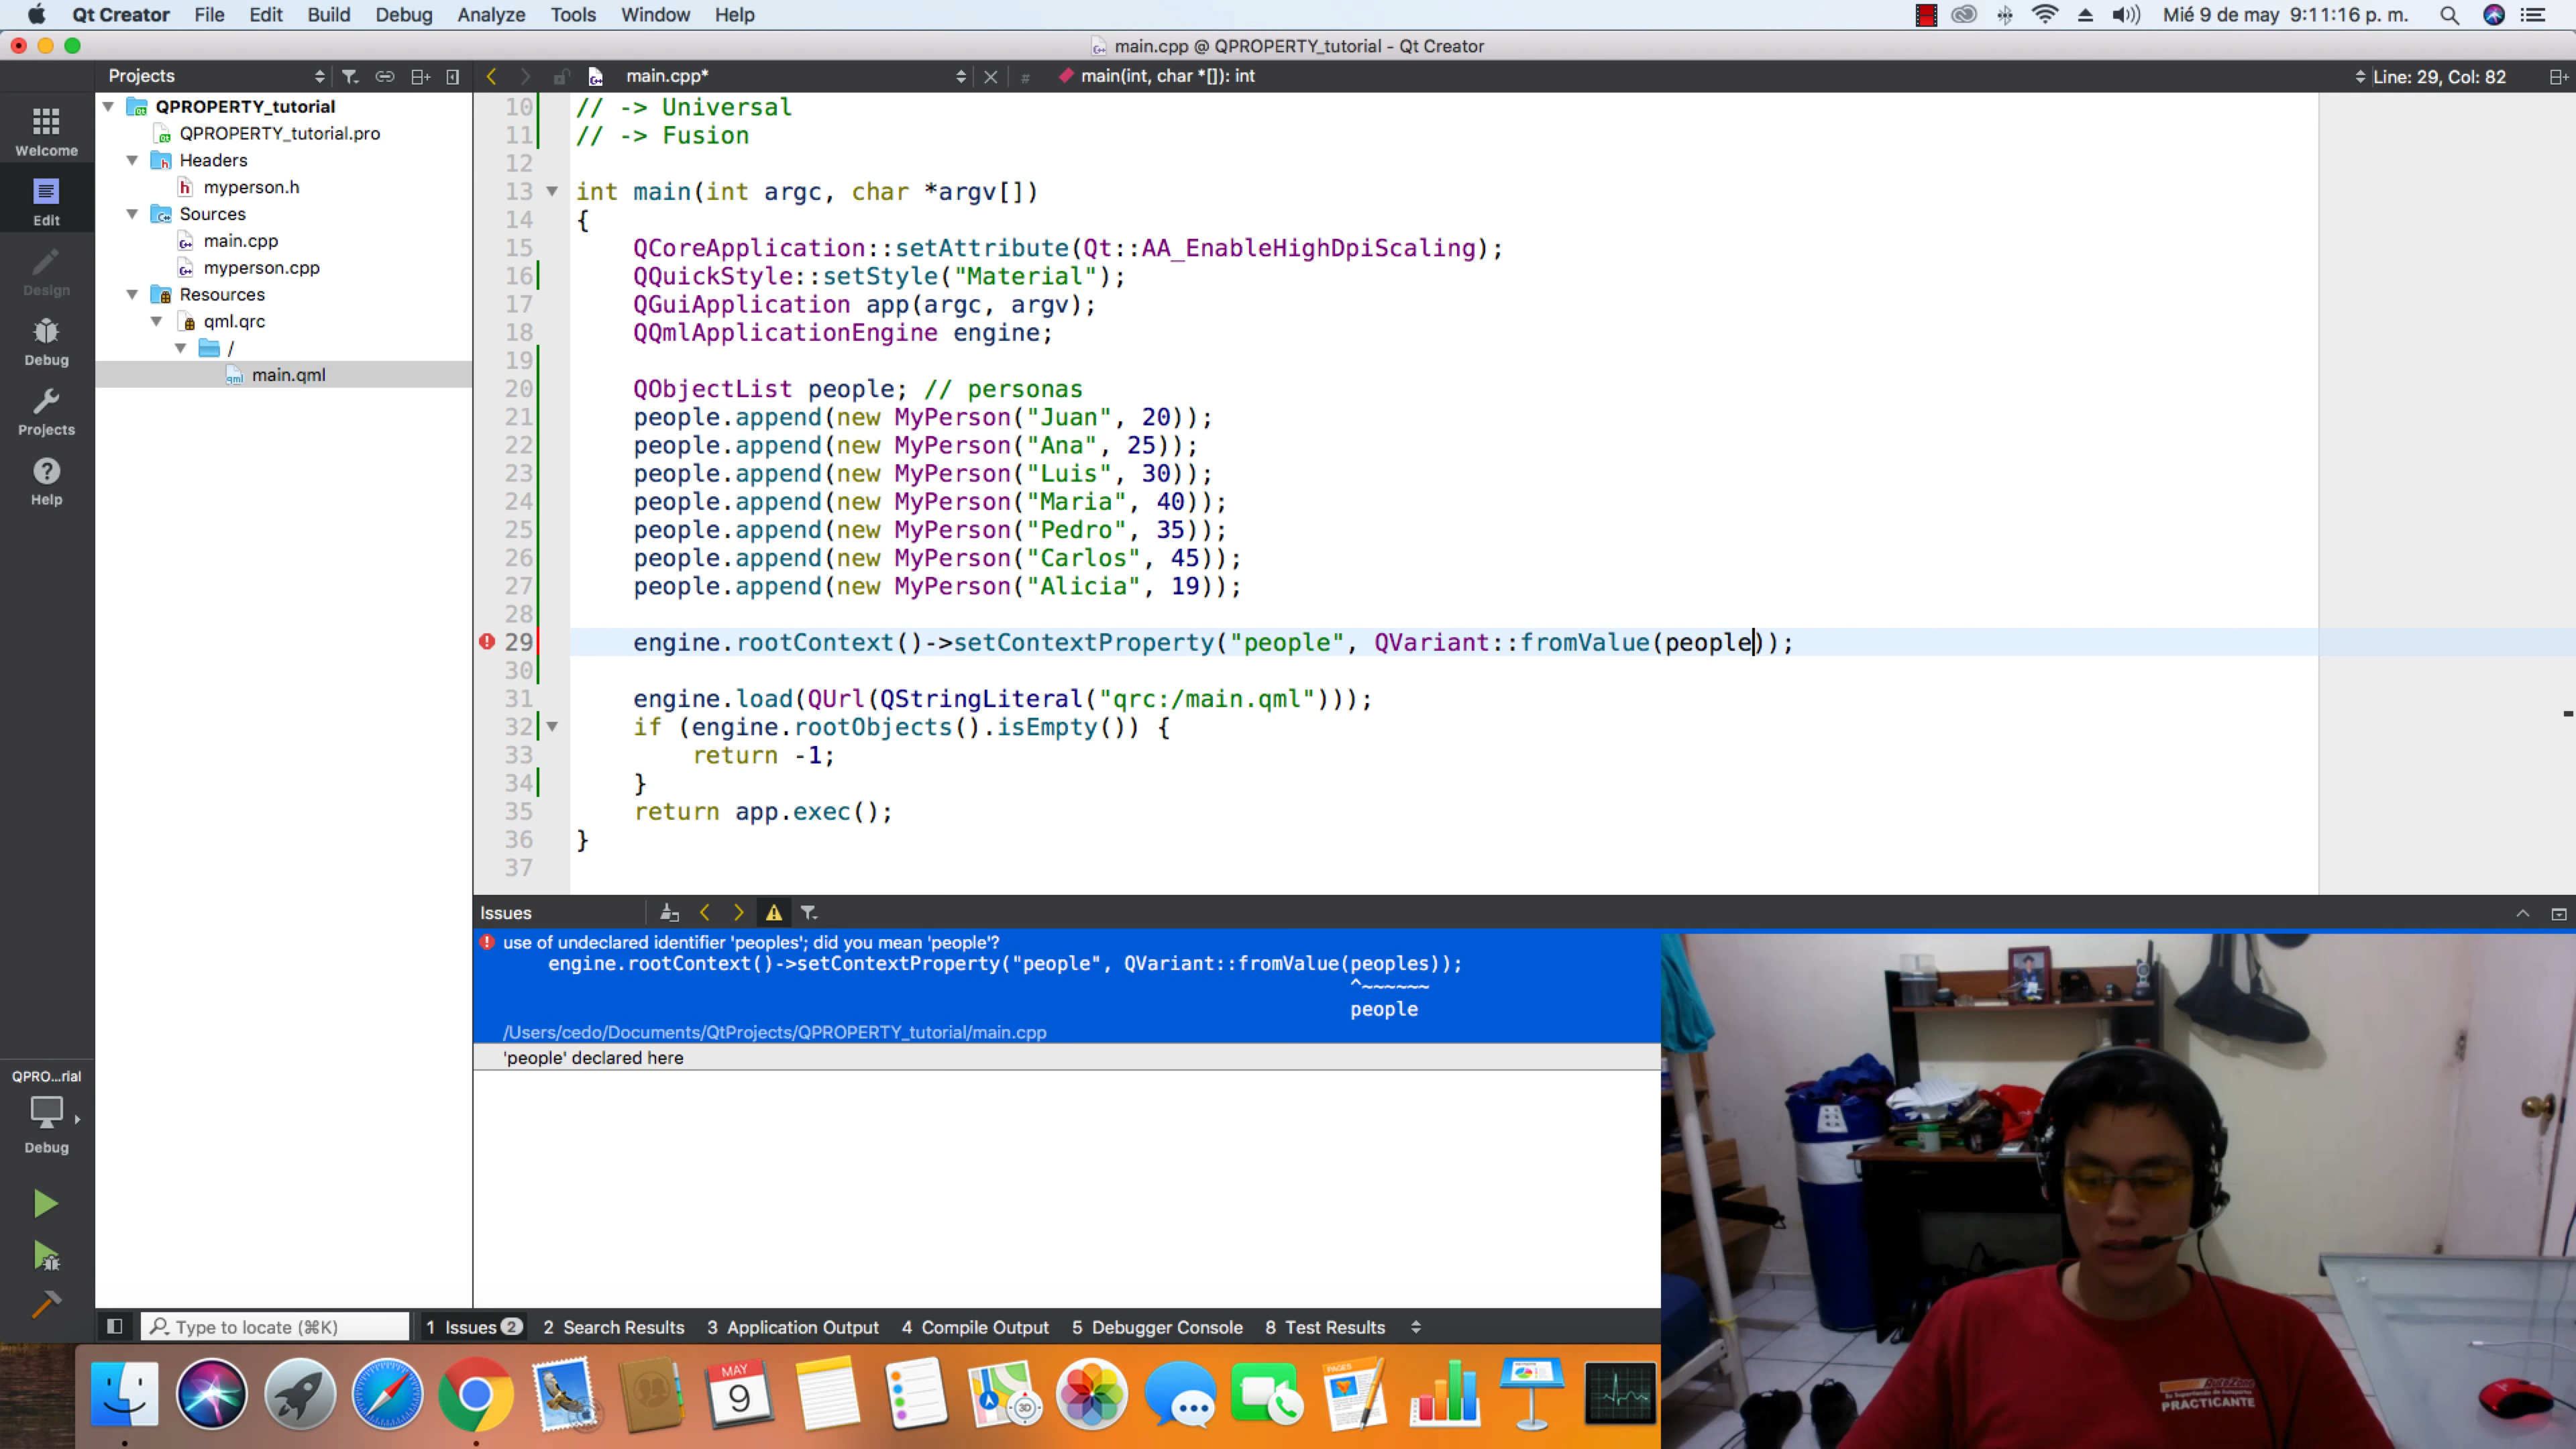 Qt Creator File Edit Build Debug Analyze Tools Window Help Mié 9 de may 9:11:16 p. m.
main.cpp @ QPROPERTY_tutorial - Qt Creator
Projects main.cpp* # main(int, char *[]): int Line: 29, Col: 82
Welcome
Edit
Design
Debug
Projects
Help
QPROPERTY_tutorial
QPROPERTY_tutorial.pro
Headers
myperson.h
Sources
main.cpp
myperson.cpp
Resources
qml.qrc
/
main.qml
10 // -> Universal
11 // -> Fusion
12
13 int main(int argc, char *argv[])
14 {
15 QCoreApplication::setAttribute(Qt::AA_EnableHighDpiScaling);
16 QQuickStyle::setStyle("Material");
17 QGuiApplication app(argc, argv);
18 QQmlApplicationEngine engine;
19
20 QObjectList people; // personas
21 people.append(new MyPerson("Juan", 20));
22 people.append(new MyPerson("Ana", 25));
23 people.append(new MyPerson("Luis", 30));
24 people.append(new MyPerson("Maria", 40));
25 people.append(new MyPerson("Pedro", 35));
26 people.append(new MyPerson("Carlos", 45));
27 people.append(new MyPerson("Alicia", 19));
28
29 engine.rootContext()->setContextProperty("people", QVariant::fromValue(people));
30
31 engine.load(QUrl(QStringLiteral("qrc:/main.qml")));
32 if (engine.rootObjects().isEmpty()) {
33 return -1;
34 }
35 return app.exec();
36 }
37
Issues
use of undeclared identifier 'peoples'; did you mean 'people'?
engine.rootContext()->setContextProperty("people", QVariant::fromValue(peoples));
^~~~~~~
people
/Users/cedo/Documents/QtProjects/QPROPERTY_tutorial/main.cpp
'people' declared here
QPRO...rial
Debug
Type to locate (⌘K) 1 Issues 2 2 Search Results 3 Application Output 4 Compile Output 5 Debugger Console 8 Test Results
MAY
9
3D
PAGES
PRACTICANTE